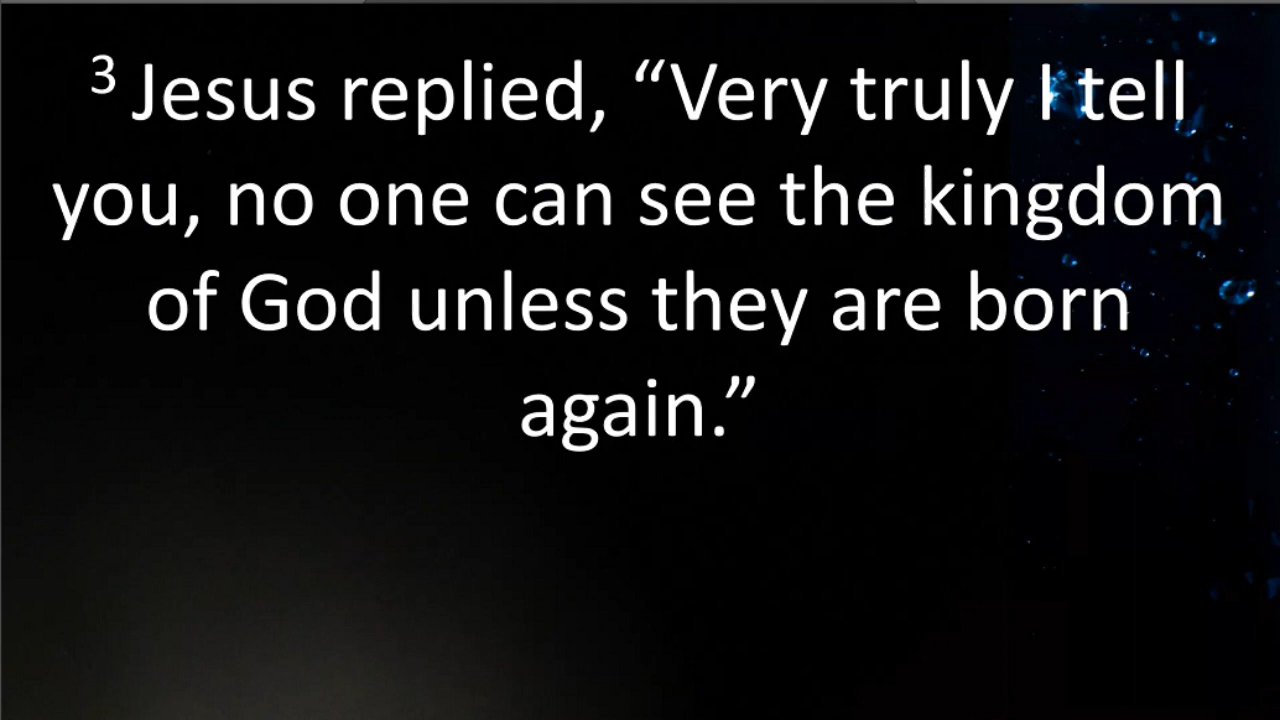 3 Jesus replied, “Very truly I tell
you, no one can see the kingdom
of God unless they are born
again.”